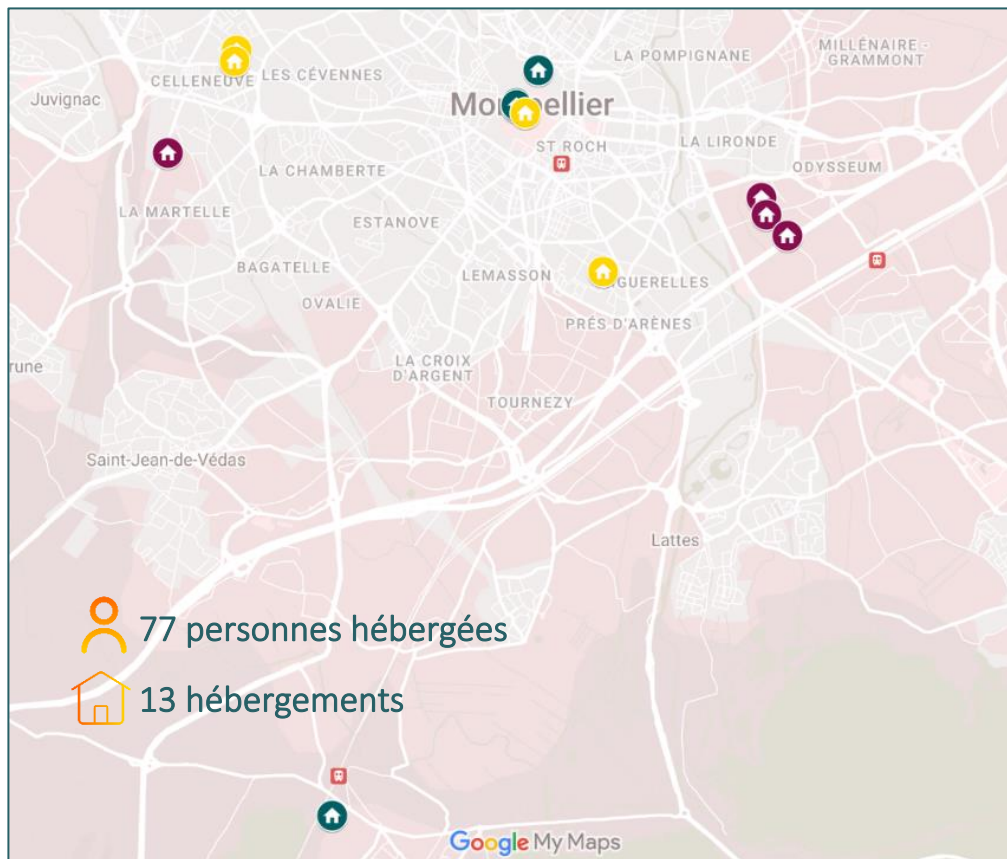 LA POMPIGNANE
MILLÉNAIRE -
GRAMMONT
CELLENEUVE
LES CÉVENNES
Juvignac
Montpellier
ST ROCH
LA LIRONDE
ODYSSEUM
LA CHAMBERTE
LA MARTELLE
ESTANOVE
BAGATELLE
LEMASSON
OVALIE
PRÉS D'ARÈNES
rune
LA CROIX
D'ARGENT
TOURNEZY
Saint-Jean-de-Védas
Lattes
77 personnes hébergées
13 hébergements
Google My Maps